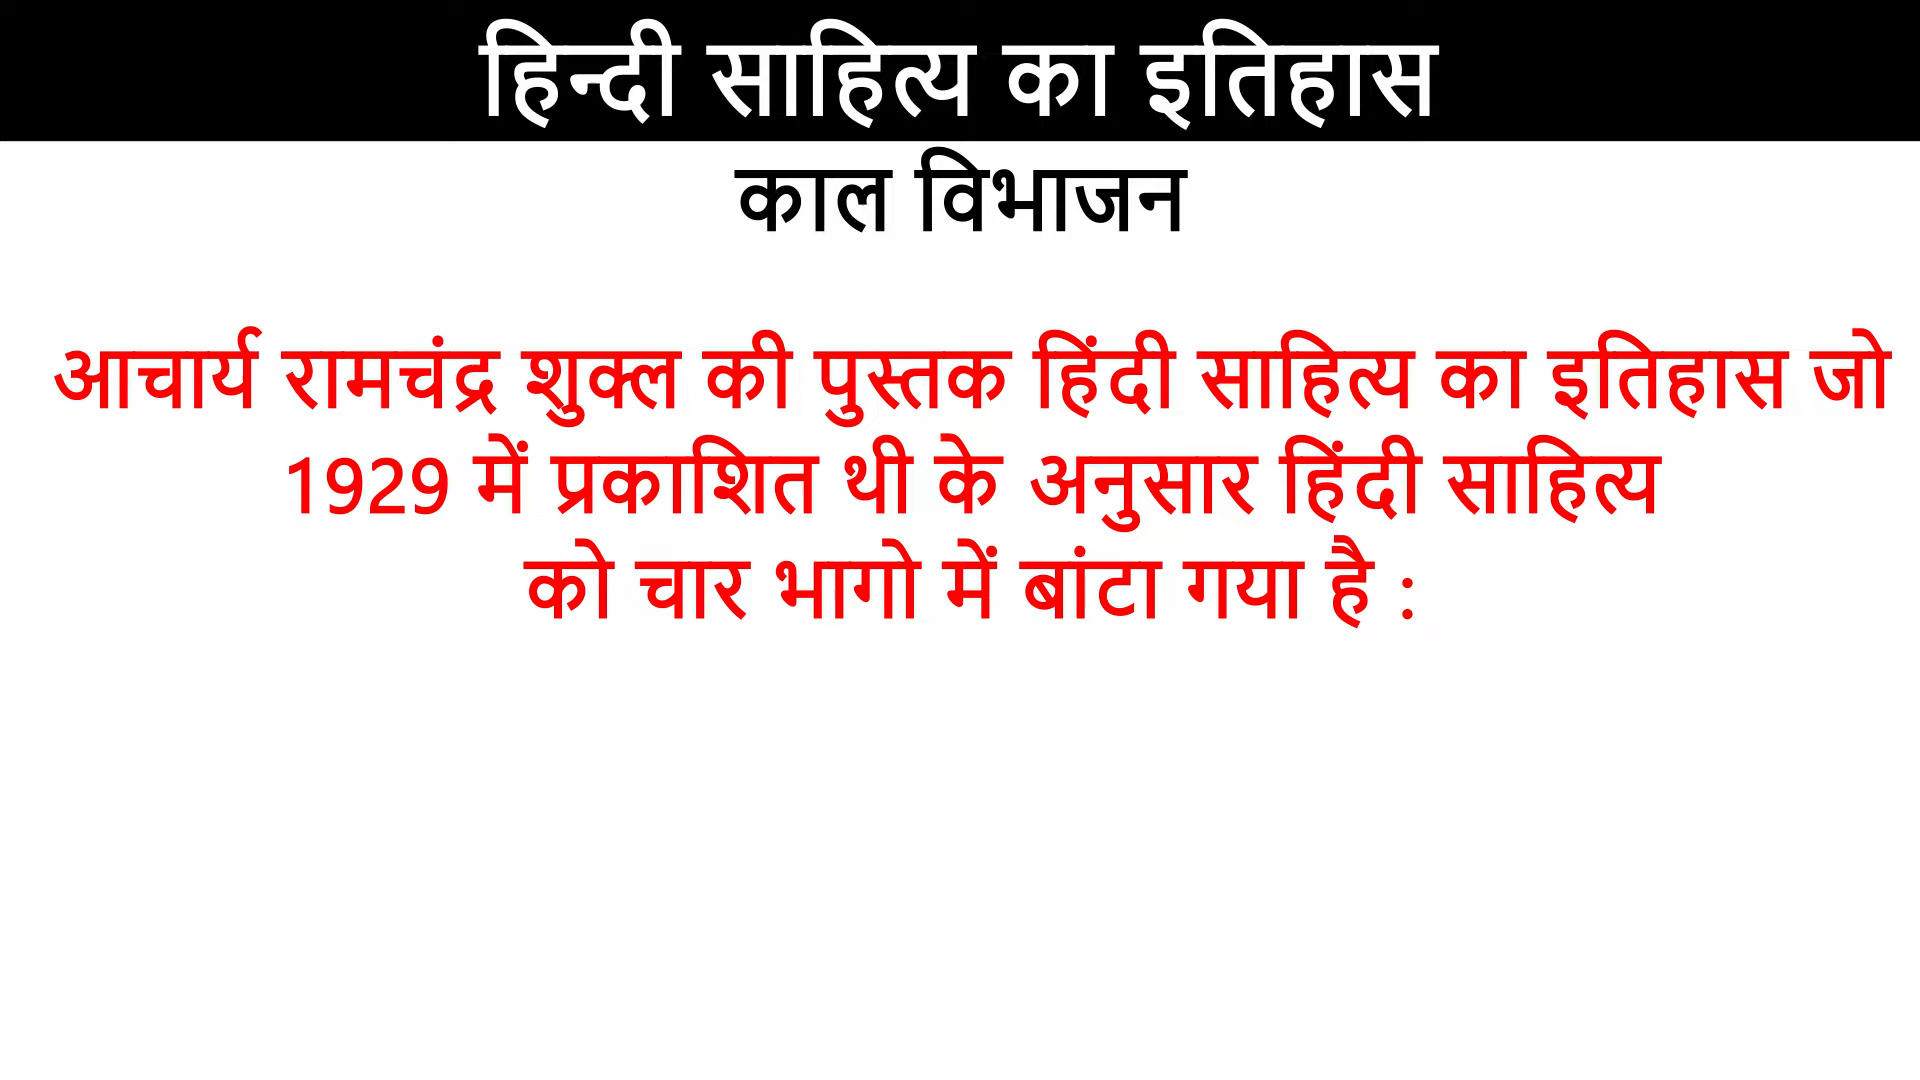 हिन्दी साहित्य का इतिहास
काल विभाजन
आचार्य रामचंद्र शुक्ल की पुस्तक हिंदी साहित्य का इतिहास जो
1929 में प्रकाशित थी के अनुसार हिंदी साहित्य
को चार भागो में बांटा गया है :